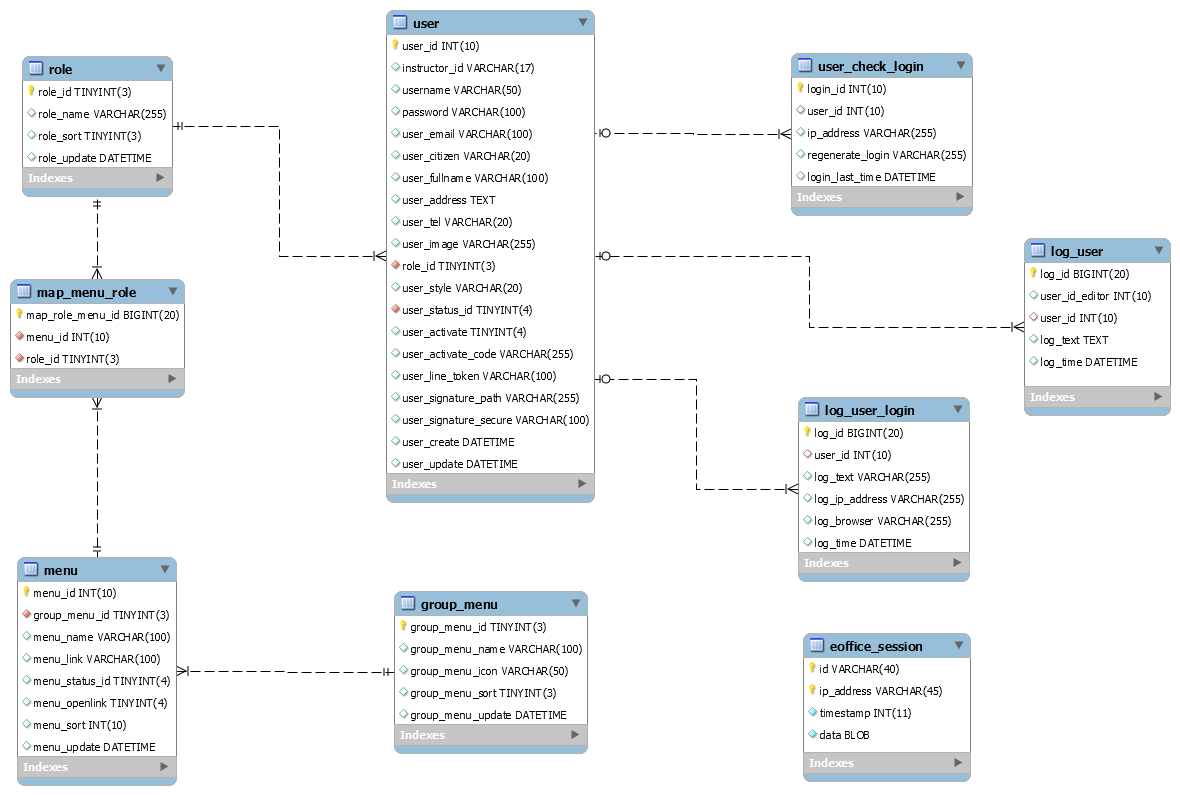 role
role_id TINYINT(3)
role_name VARCHAR(255)
role_sort TINYINT(3)
role_update DATETIME
Indexes
map_menu_role
map_role_menu_id BIGINT(20)
menu_id INT(10)
role_id TINYINT(3)
Indexes
menu
menu_id INT(10)
group_menu_id TINYINT(3)
menu_name VARCHAR(100)
menu_link VARCHAR(100)
menu_status_id TINYINT(4)
menu_openlink TINYINT(4)
menu_sort INT(10)
menu_update DATETIME
Indexes
user
user_id INT(10)
instructor_id VARCHAR(17)
username VARCHAR(50)
password VARCHAR(100)
user_email VARCHAR(100)
user_citizen VARCHAR(20)
user_fullname VARCHAR(100)
user_address TEXT
user_tel VARCHAR(20)
user_image VARCHAR(255)
role_id TINYINT(3)
user_style VARCHAR(20)
user_status_id TINYINT(4)
user_activate TINYINT(4)
user_activate_code VARCHAR(255)
user_line_token VARCHAR(100)
user_signature_path VARCHAR(255)
user_signature_secure VARCHAR(100)
user_create DATETIME
user_update DATETIME
Indexes
group_menu
group_menu_id TINYINT(3)
group_menu_name VARCHAR(100)
group_menu_icon VARCHAR(50)
group_menu_sort TINYINT(3)
group_menu_update DATETIME
Indexes
user_check_login
login_id INT(10)
user_id INT(10)
ip_address VARCHAR(255)
regenerate_login VARCHAR(255)
login_last_time DATETIME
Indexes
log_user
log_id BIGINT(20)
user_id_editor INT(10)
user_id INT(10)
log_text TEXT
log_time DATETIME
Indexes
log_user_login
log_id BIGINT(20)
user_id INT(10)
log_text VARCHAR(255)
log_ip_address VARCHAR(255)
log_browser VARCHAR(255)
log_time DATETIME
Indexes
eoffice_session
id VARCHAR(40)
ip_address VARCHAR(45)
timestamp INT(11)
data BLOB
Indexes